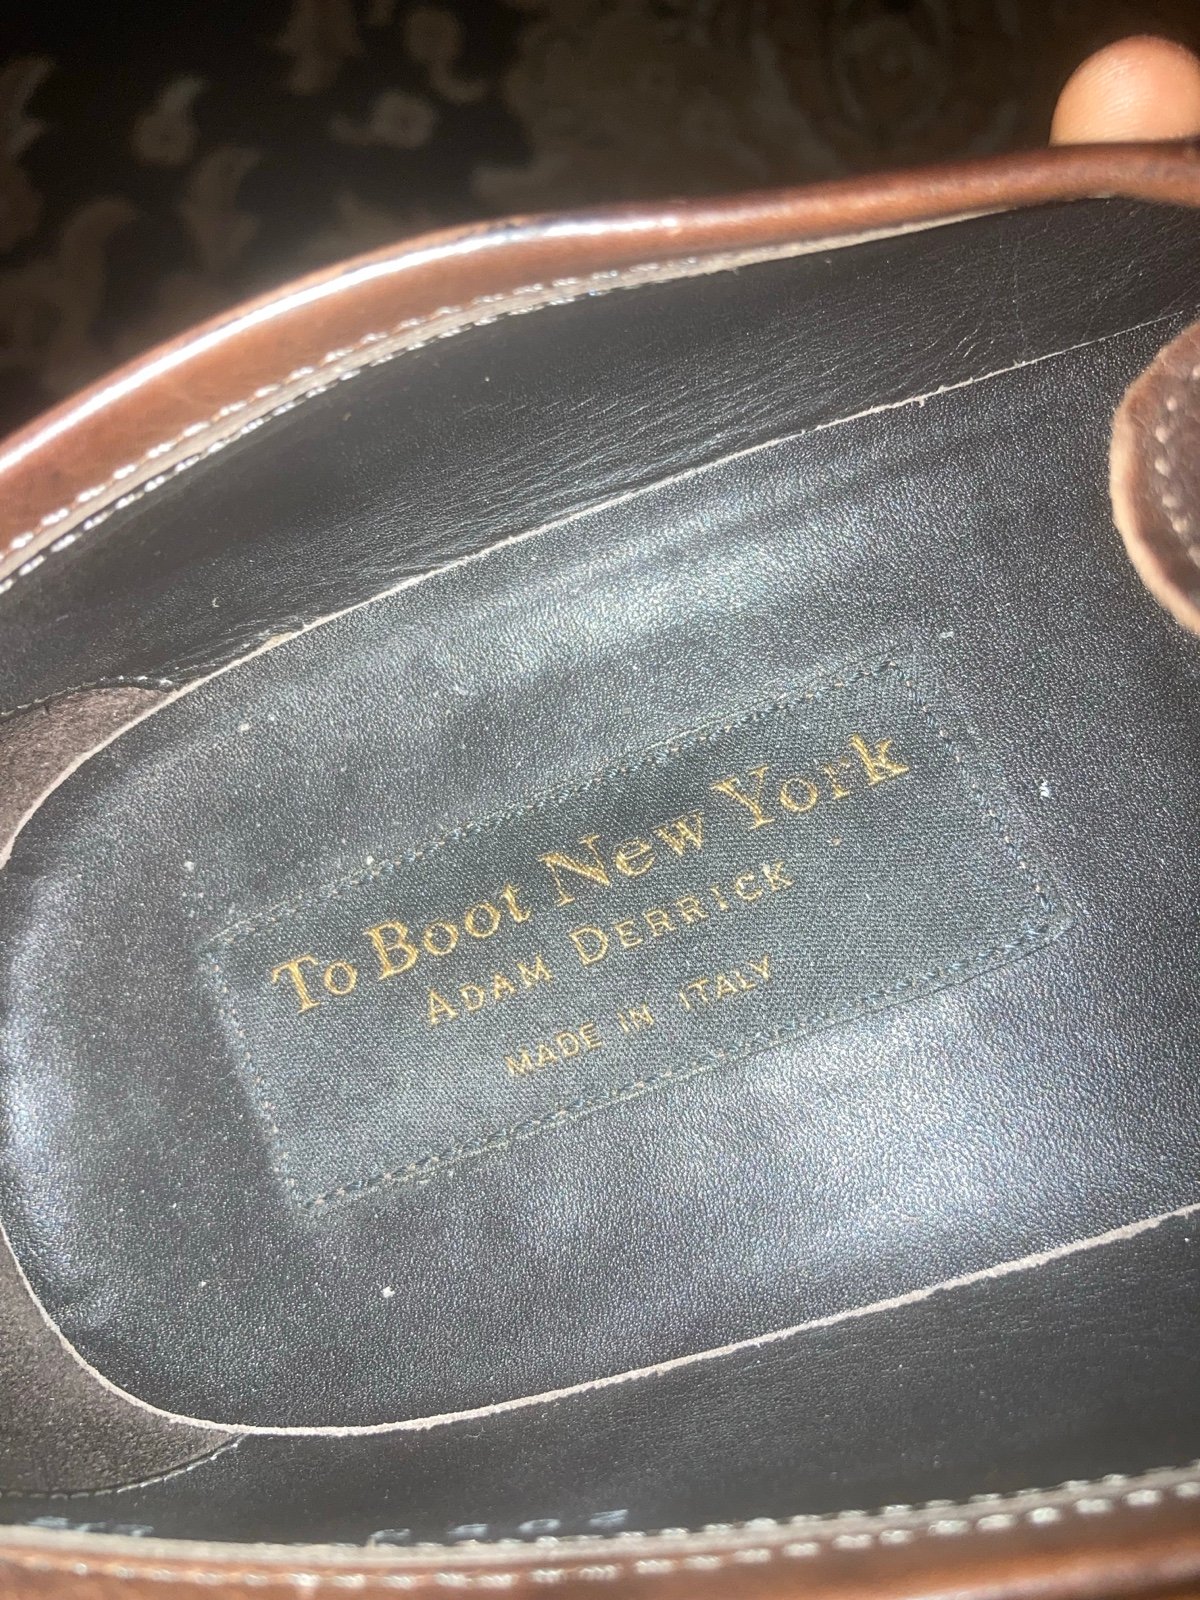 To Boot New York
ADAM DERRICK
MADE IN ITALY